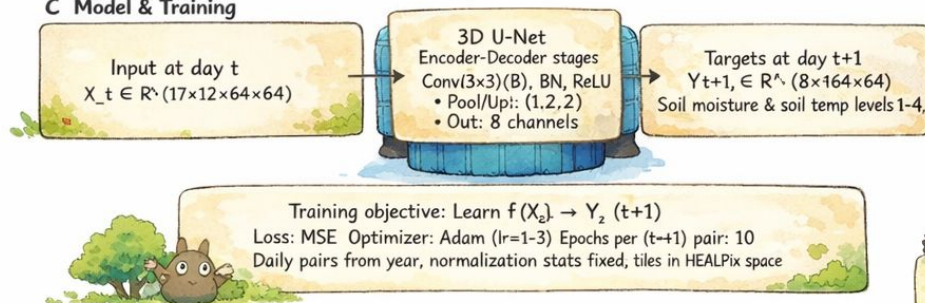 C Model & Training
Input at day t
X_t ∈ R^(17×12×64×64)
3D U-Net
Encoder-Decoder stages
Conv(3x3)(B), BN, ReLU
• Pool/Up!: (1,2,2)
• Out: 8 channels
Targets at day t+1
Yt+1, ∈ R^ (8×164×64)
Soil moisture & soil temp levels 1-4,
Training objective: Learn f (X₂). → Y₂ (t+1)
Loss: MSE Optimizer: Adam (lr=1-3) Epochs per (t→1) pair: 10
Daily pairs from year, normalization stats fixed, tiles in HEALPix space